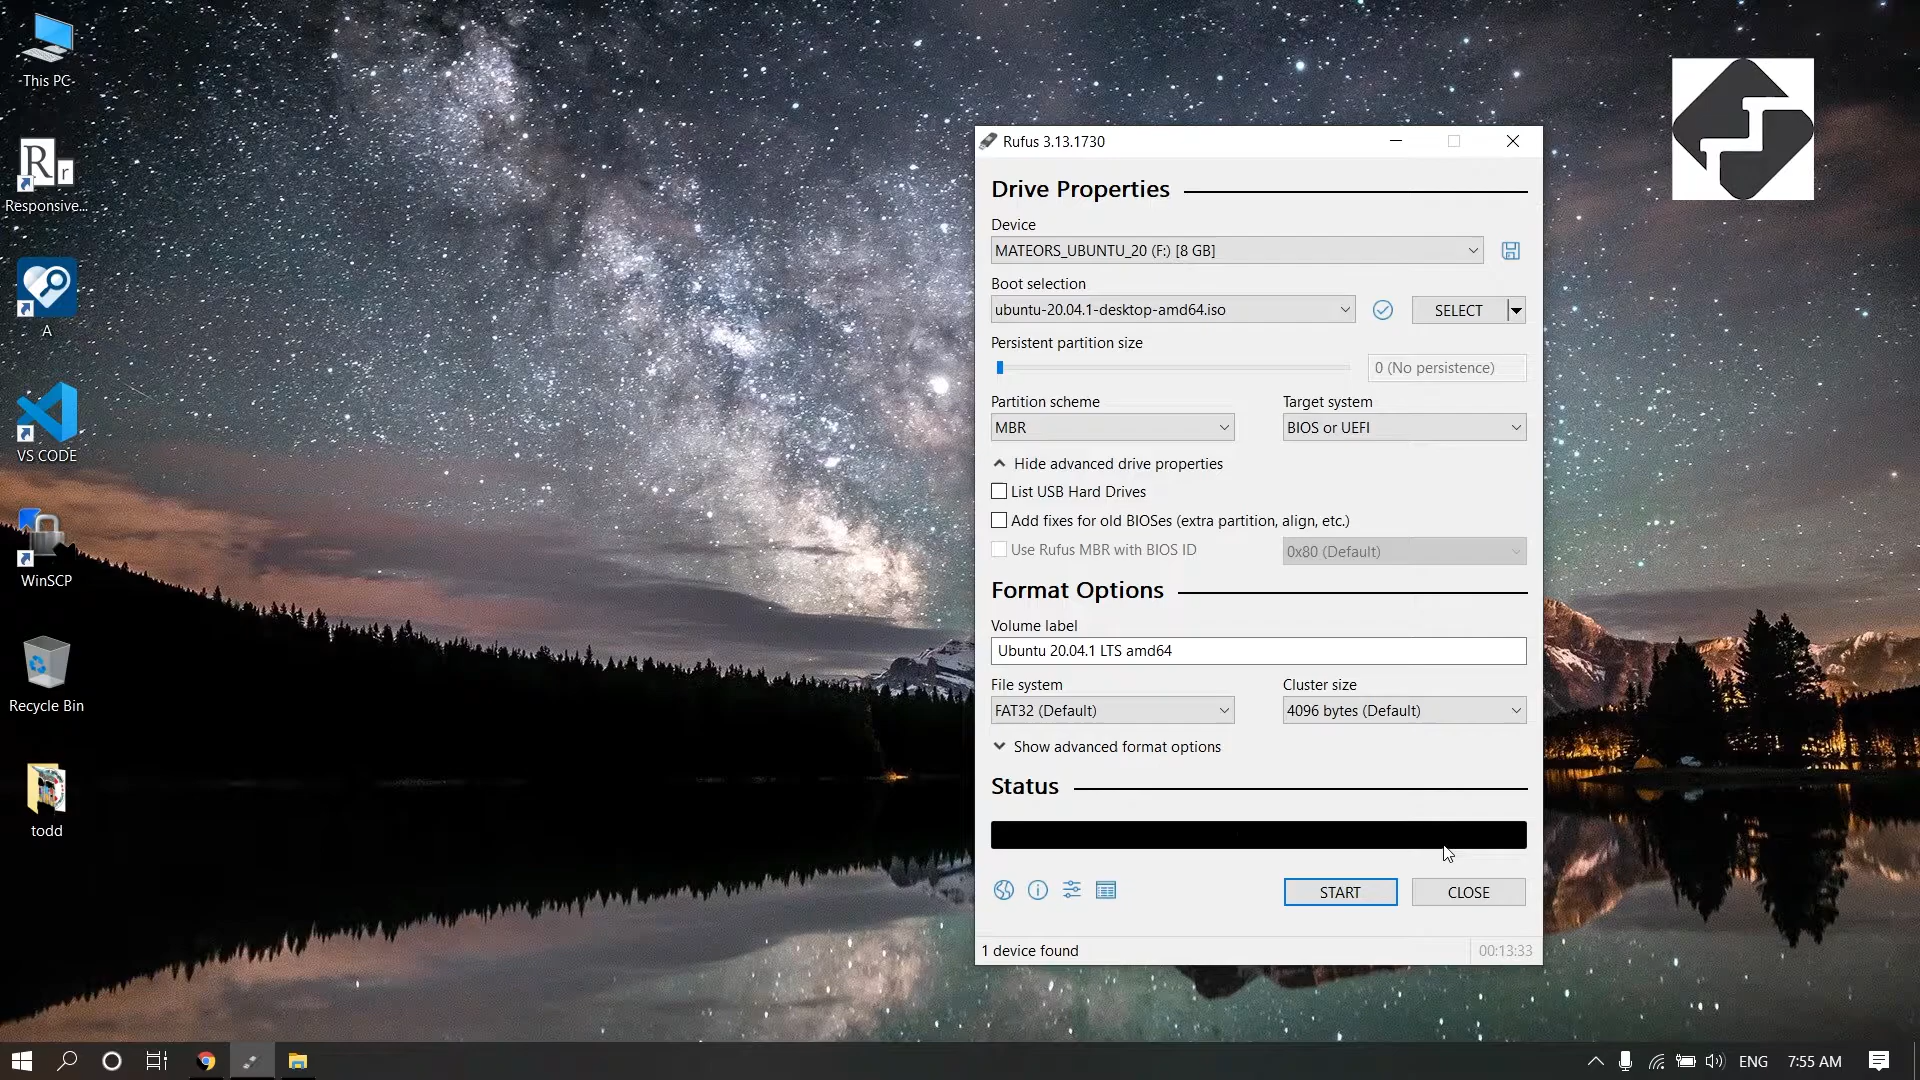 -This PC-
R r
Responsive...
A
VS CODE
WinSCP
Recycle Bin
todd
Rufus 3.13.1730
Drive Properties
Device
MATEORS_UBUNTU_20 (F:) [8 GB]
Boot selection
ubuntu-20.04.1-desktop-amd64.iso
SELECT
Persistent partition size
0 (No persistence)
Partition scheme
Target system
MBR
BIOS or UEFI
Hide advanced drive properties
List USB Hard Drives
Add fixes for old BIOSes (extra partition, align, etc.)
Use Rufus MBR with BIOS ID
0x80 (Default)
Format Options
Volume label
Ubuntu 20.04.1 LTS amd64
File system
Cluster size
FAT32 (Default)
4096 bytes (Default)
Show advanced format options
Status
START
CLOSE
1 device found
00:13:33
ENG
7:55 AM